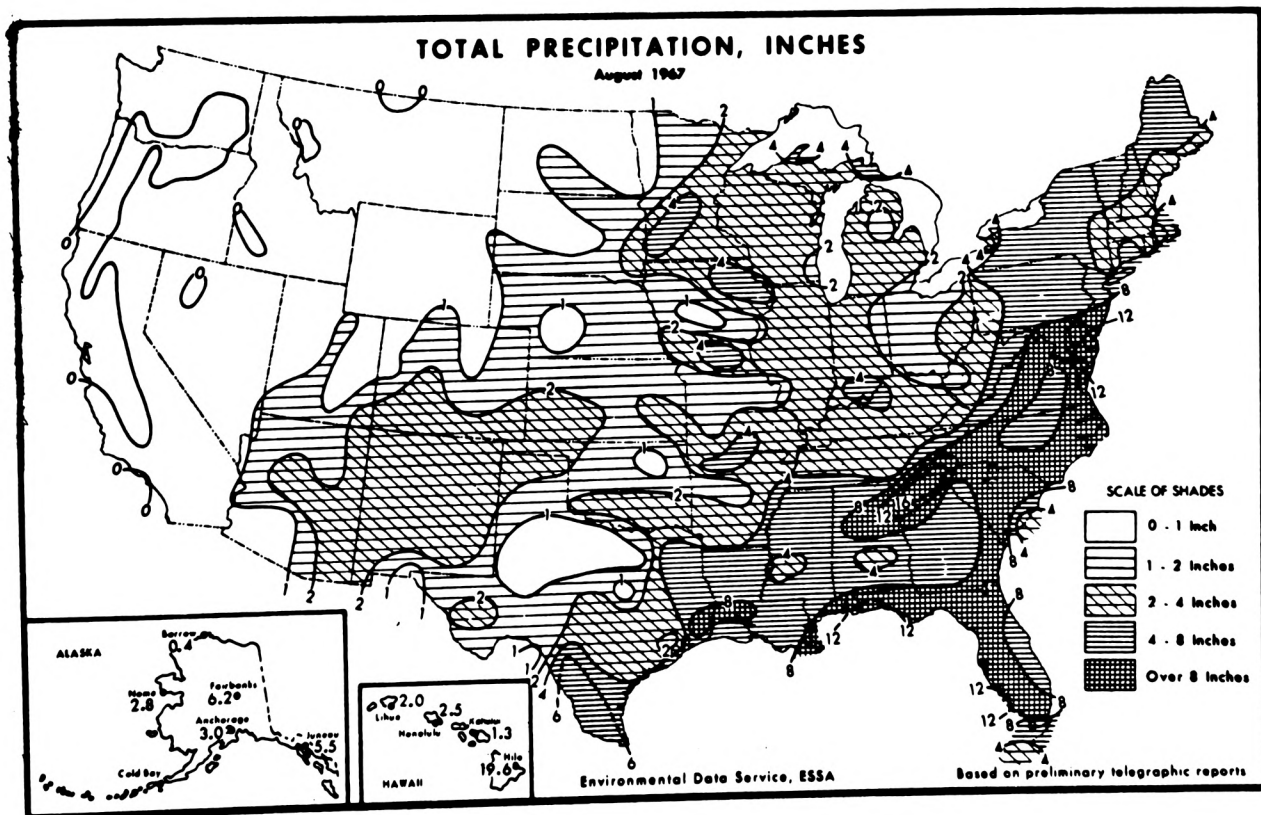 TOTAL PRECIPITATION, INCHES
August 1967
SCALE OF SHADES
0 - 1 Inch
1 - 2 Inches
2 - 4 Inches
4 - 8 Inches
Over 8 Inches
ALASKA
Barrow
0.4
Nome
2.8
Fairbanks
6.2
Anchorage
3.0
Juneau
5.5
Cold Bay
Lihue
2.0
Honolulu
2.5
Kahului
1.3
Hilo
19.6
HAWAII
Environmental Data Service, ESSA
Based on preliminary telegraphic reports